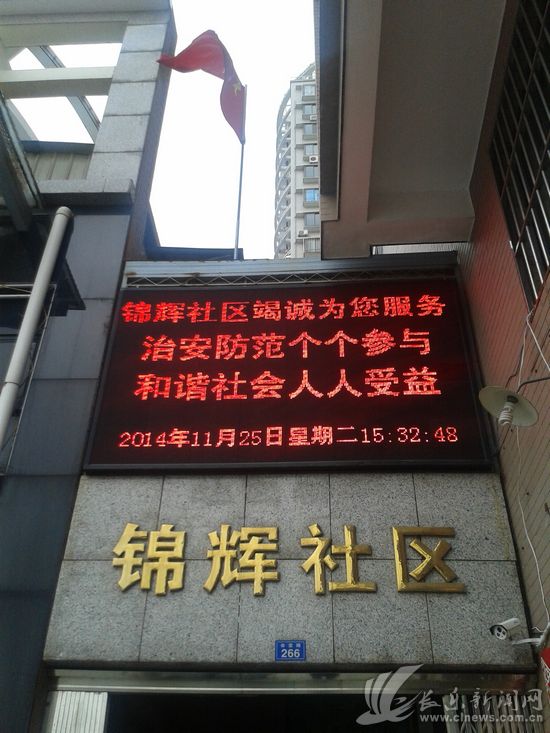 锦辉社区竭诚为您服务
治安防范个个参与
和谐社会人人受益
2014年11月25日星期二15:32:48
锦辉社区
266
长乐新闻网
www.clnews.com.cn